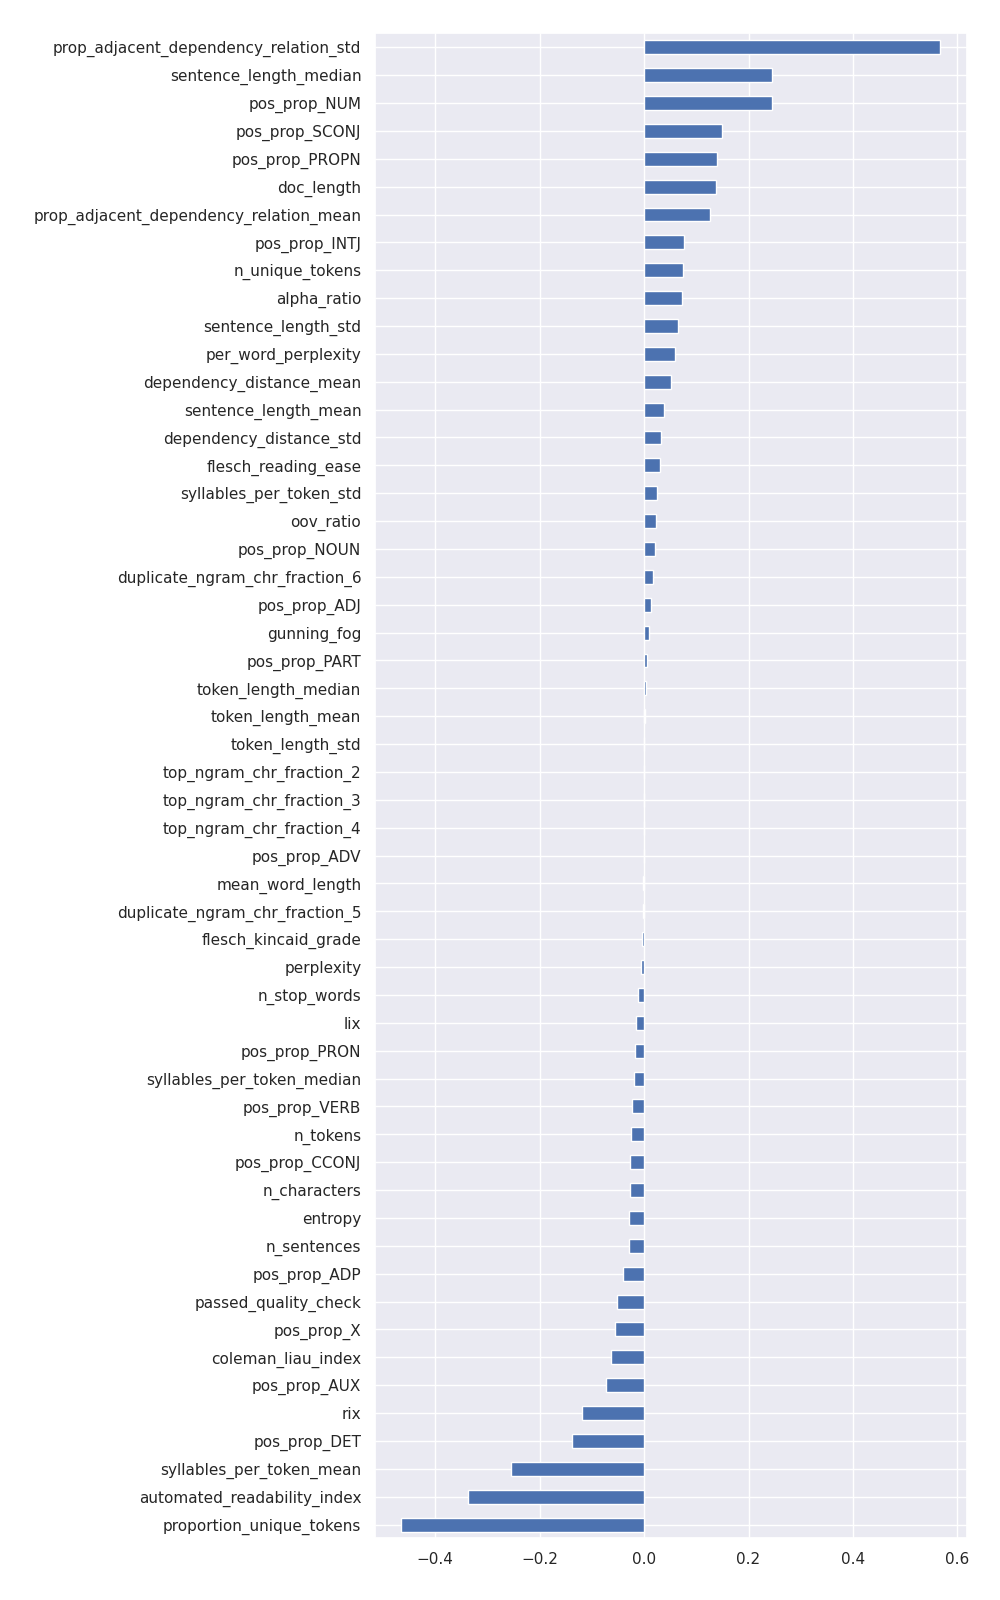 prop_adjacent_dependency_relation_std
sentence_length_median
pos_prop_NUM
pos_prop_SCONJ
pos_prop_PROPN
doc_length
prop_adjacent_dependency_relation_mean
pos_prop_INTJ
n_unique_tokens
alpha_ratio
sentence_length_std
per_word_perplexity
dependency_distance_mean
sentence_length_mean
dependency_distance_std
flesch_reading_ease
syllables_per_token_std
oov_ratio
pos_prop_NOUN
duplicate_ngram_chr_fraction_6
pos_prop_ADJ
gunning_fog
pos_prop_PART
token_length_median
token_length_mean
token_length_std
top_ngram_chr_fraction_2
top_ngram_chr_fraction_3
top_ngram_chr_fraction_4
pos_prop_ADV
mean_word_length
duplicate_ngram_chr_fraction_5
flesch_kincaid_grade
perplexity
n_stop_words
lix
pos_prop_PRON
syllables_per_token_median
pos_prop_VERB
n_tokens
pos_prop_CCONJ
n_characters
entropy
n_sentences
pos_prop_ADP
passed_quality_check
pos_prop_X
coleman_liau_index
pos_prop_AUX
rix
pos_prop_DET
syllables_per_token_mean
automated_readability_index
proportion_unique_tokens
−0.4 −0.2 0.0 0.2 0.4 0.6